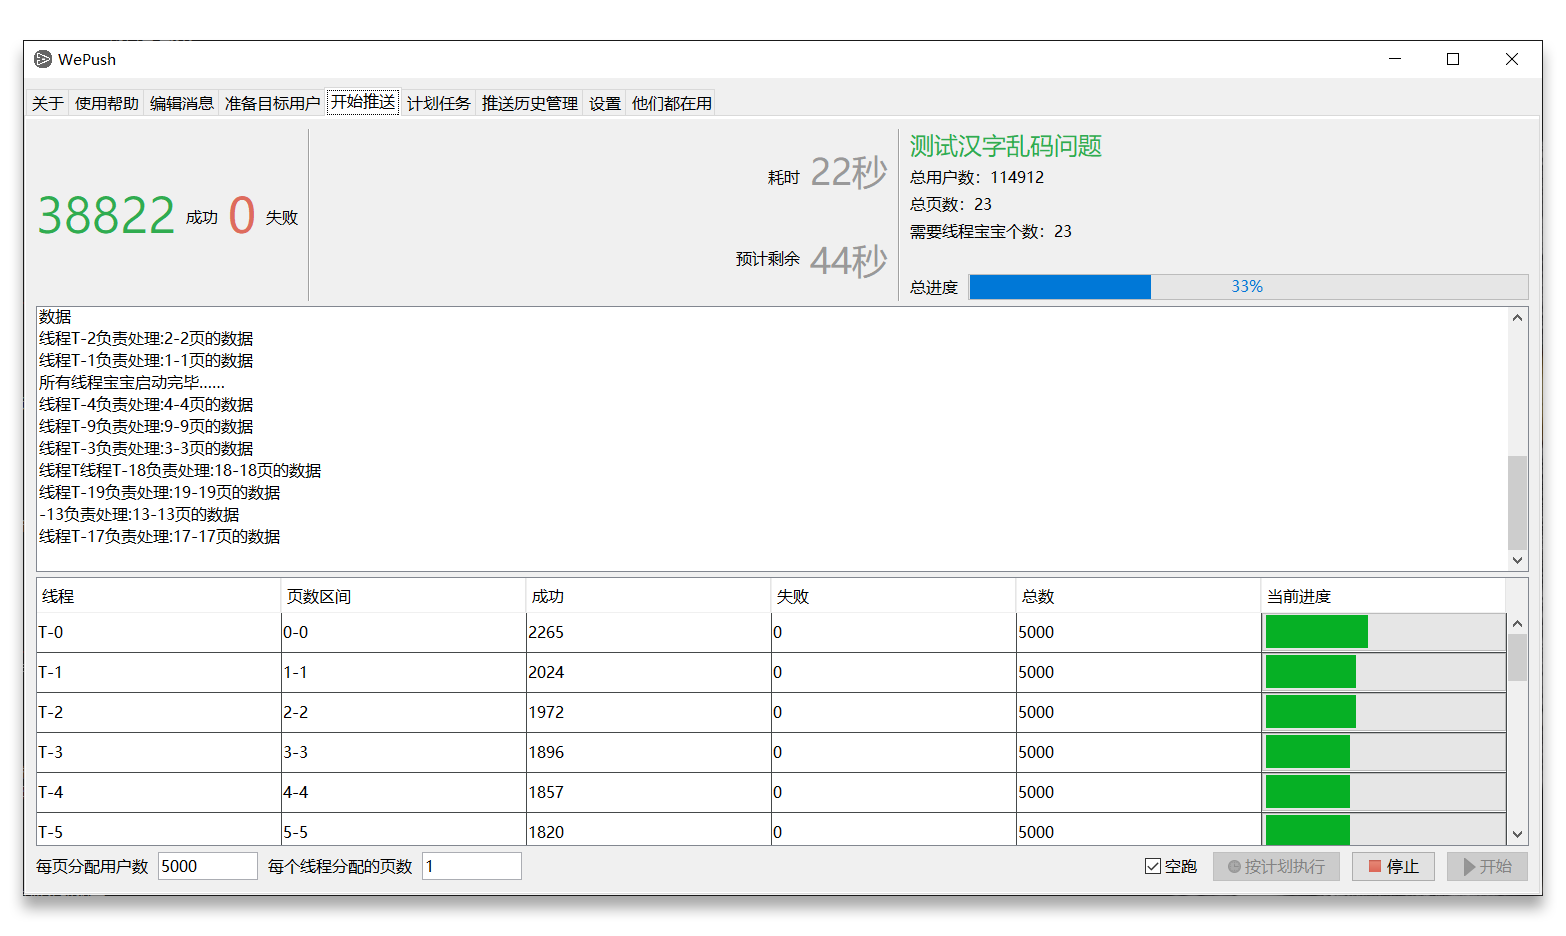 WePush
关于 使用帮助 编辑消息 准备目标用户 开始推送 计划任务 推送历史管理 设置 他们都在用
38822 成功 0 失败
耗时 22秒
预计剩余 44秒
测试汉字乱码问题
总用户数：114912
总页数：23
需要线程宝宝个数：23
总进度 33%
数据
线程T-2负责处理:2-2页的数据
线程T-1负责处理:1-1页的数据
所有线程宝宝启动完毕......
线程T-4负责处理:4-4页的数据
线程T-9负责处理:9-9页的数据
线程T-3负责处理:3-3页的数据
线程T线程T-18负责处理:18-18页的数据
线程T-19负责处理:19-19页的数据
-13负责处理:13-13页的数据
线程T-17负责处理:17-17页的数据
线程 页数区间 成功 失败 总数 当前进度
T-0 0-0 2265 0 5000
T-1 1-1 2024 0 5000
T-2 2-2 1972 0 5000
T-3 3-3 1896 0 5000
T-4 4-4 1857 0 5000
T-5 5-5 1820 0 5000
每页分配用户数 5000 每个线程分配的页数 1 空跑 按计划执行 停止 开始